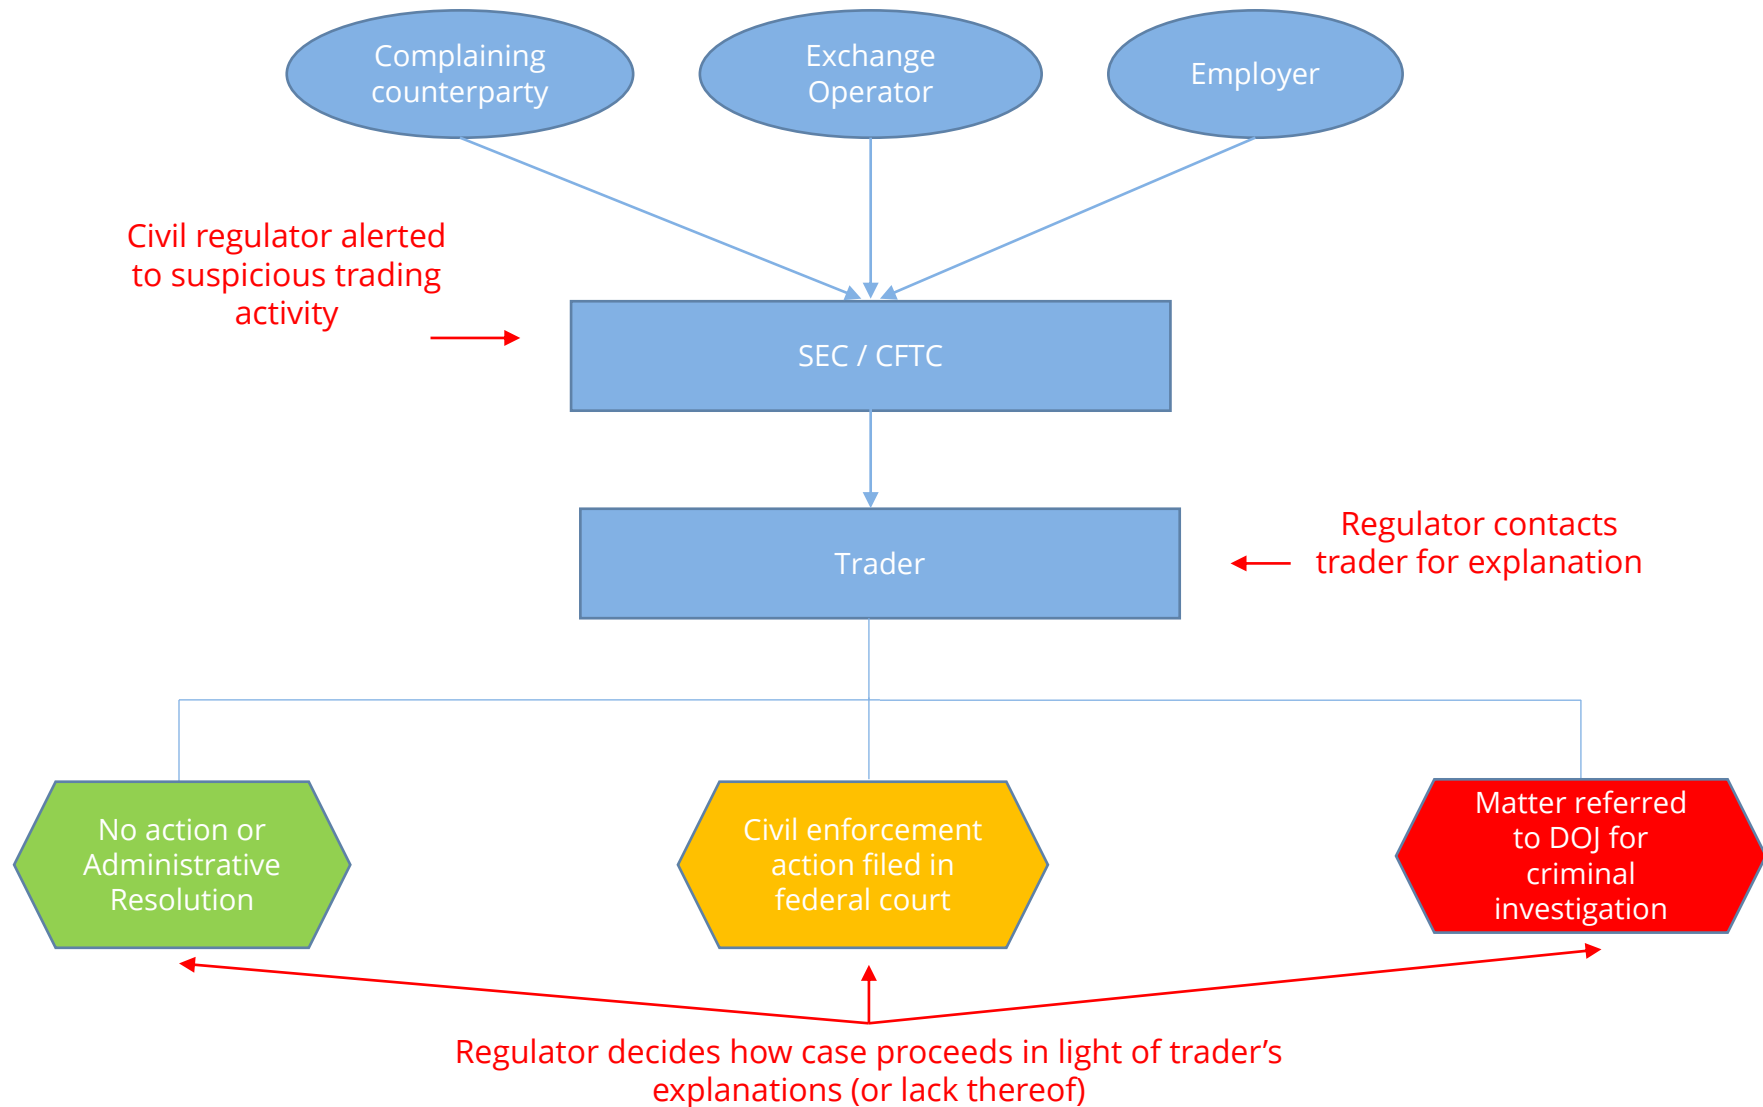 Complaining
counterparty
Exchange
Operator
Employer
Civil regulator alerted
to suspicious trading
activity
SEC / CFTC
Regulator contacts
trader for explanation
Trader
No action or
Administrative
Resolution
Civil enforcement
action filed in
federal court
Matter referred
to DOJ for
criminal
investigation
Regulator decides how case proceeds in light of trader’s
explanations (or lack thereof)